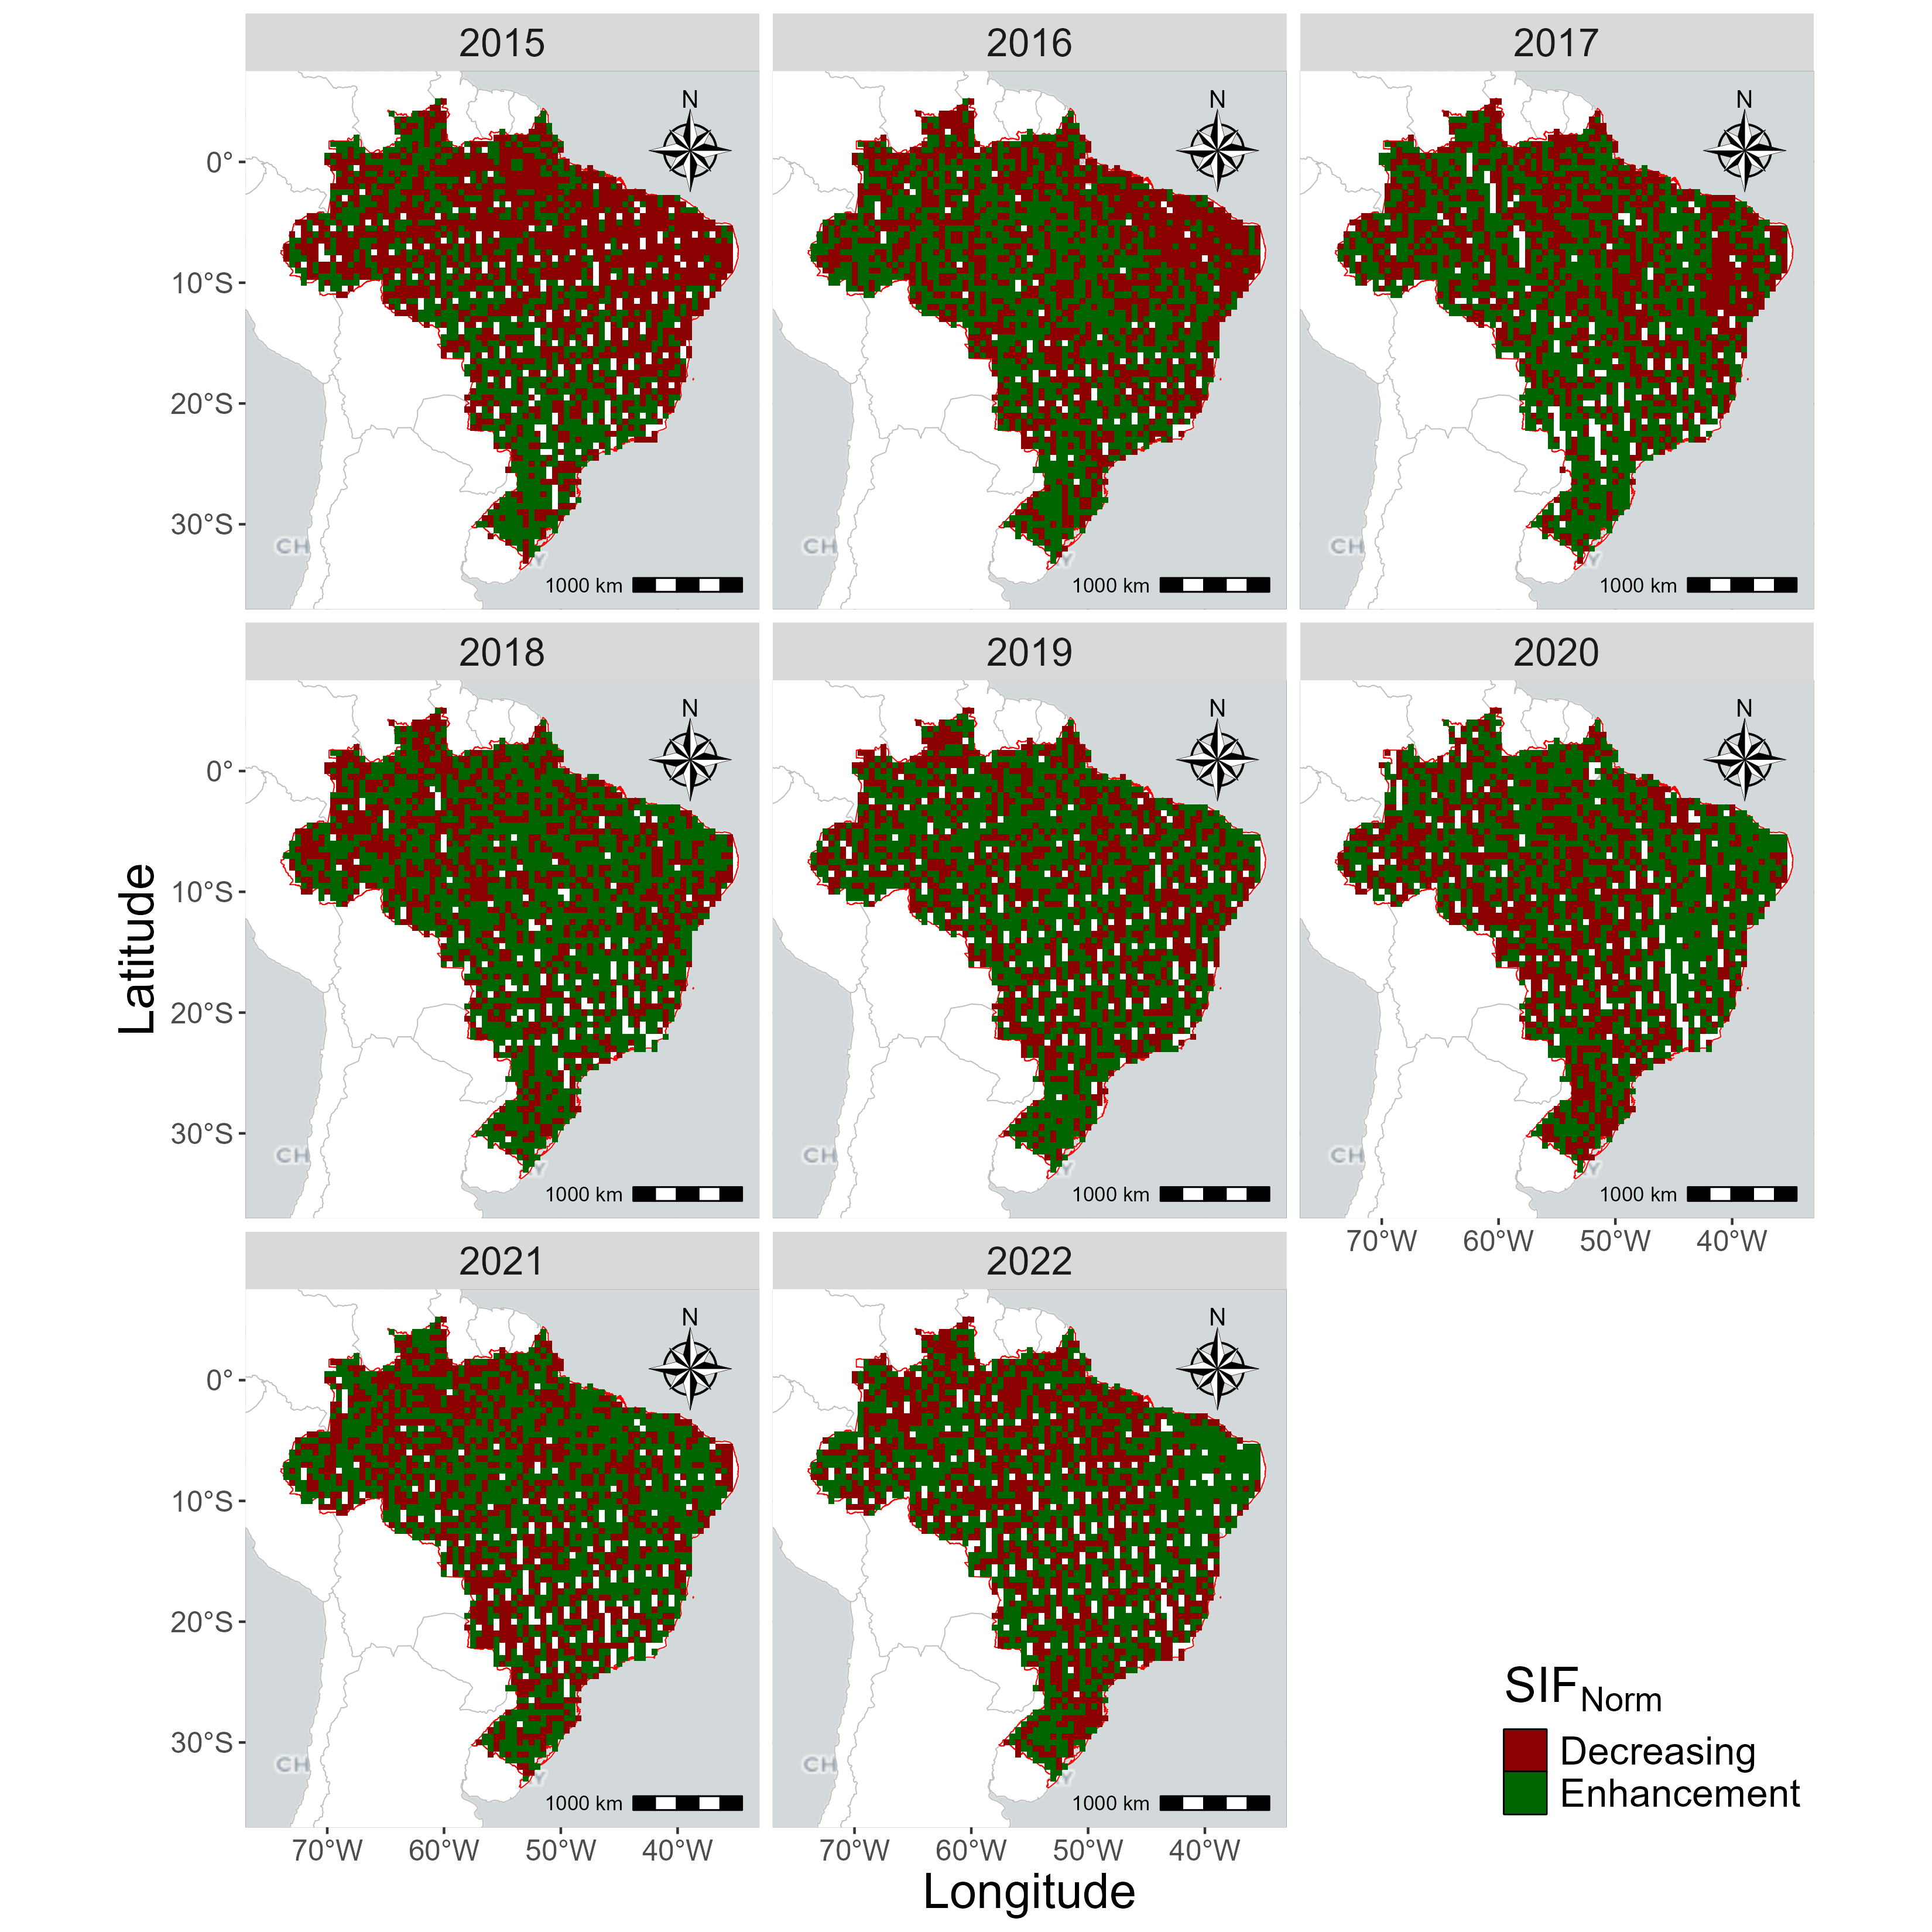 2015 2016 2017
N N N
0°
10°S
20°S
30°S
CH CH CH
Y Y Y
1000 km 1000 km 1000 km
2018 2019 2020
N N N
0°
10°S
20°S
30°S
CH CH CH
Y Y Y
1000 km 1000 km 1000 km
70°W 60°W 50°W 40°W
Latitude
2021 2022
N N
0°
10°S
20°S
30°S
CH CH
Y Y
1000 km 1000 km
70°W 60°W 50°W 40°W 70°W 60°W 50°W 40°W
Longitude
SIFNorm
Decreasing
Enhancement